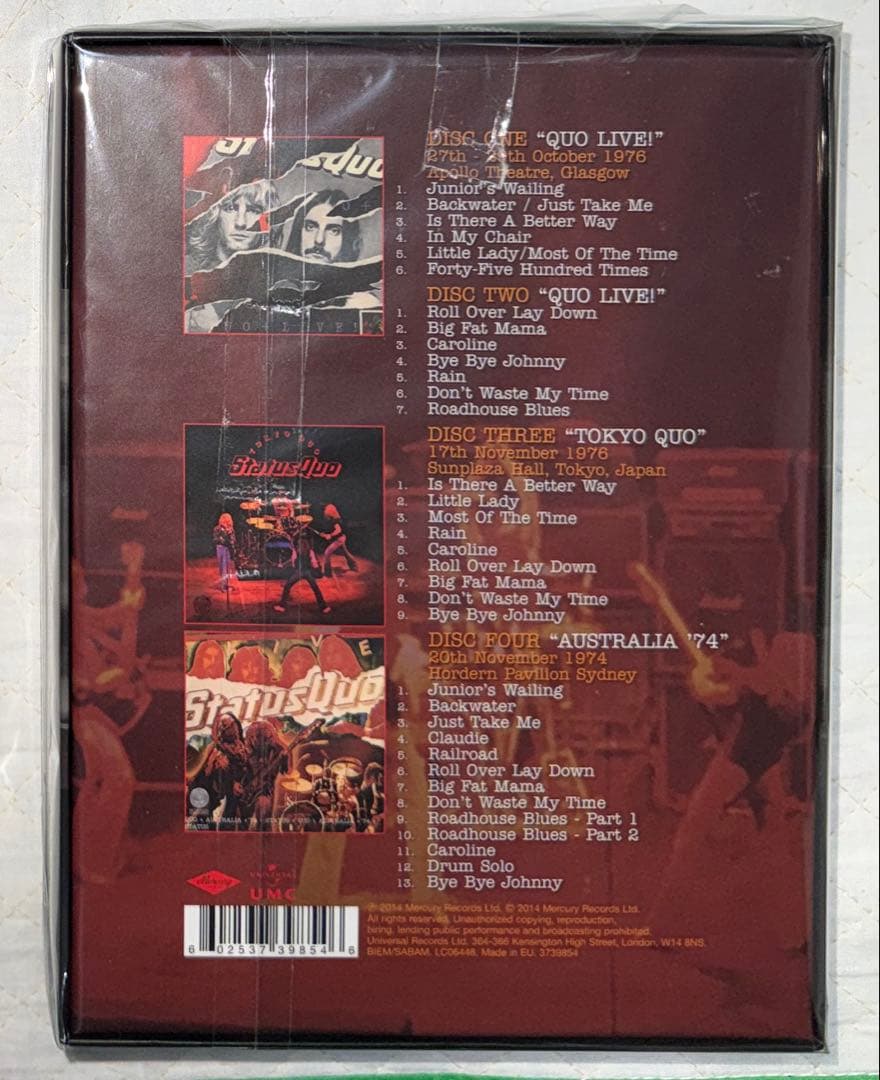 Status Quo
QUO LIVE!
DISC ONE “QUO LIVE!”
27th - 29th October 1976
Apollo Theatre, Glasgow
1. Junior's Wailing
2. Backwater / Just Take Me
3. Is There A Better Way
4. In My Chair
5. Little Lady/Most Of The Time
6. Forty-Five Hundred Times
DISC TWO “QUO LIVE!”
1. Roll Over Lay Down
2. Big Fat Mama
3. Caroline
4. Bye Bye Johnny
5. Rain
6. Don't Waste My Time
7. Roadhouse Blues
TOKYO QUO
Status Quo
DISC THREE “TOKYO QUO”
17th November 1976
Sunplaza Hall, Tokyo, Japan
1. Is There A Better Way
2. Little Lady
3. Most Of The Time
4. Rain
5. Caroline
6. Roll Over Lay Down
7. Big Fat Mama
8. Don't Waste My Time
9. Bye Bye Johnny
Status Quo
DISC FOUR “AUSTRALIA '74”
20th November 1974
Hordern Pavilion Sydney
1. Junior's Wailing
2. Backwater
3. Just Take Me
4. Claudie
5. Railroad
6. Roll Over Lay Down
7. Big Fat Mama
8. Don't Waste My Time
9. Roadhouse Blues - Part 1
10. Roadhouse Blues - Part 2
11. Caroline
12. Drum Solo
13. Bye Bye Johnny
Mercury
UNIVERSAL
UMC
℗ 2014 Mercury Records Ltd. © 2014 Mercury Records Ltd.
All rights reserved. Unauthorized copying, reproduction,
hiring, lending public performance and broadcasting prohibited.
Universal Records Ltd. 364-366 Kensington High Street, London, W14 8NS.
BIEM/SABAM. LC06448. Made in EU. 3739854
6 02537 39854 6